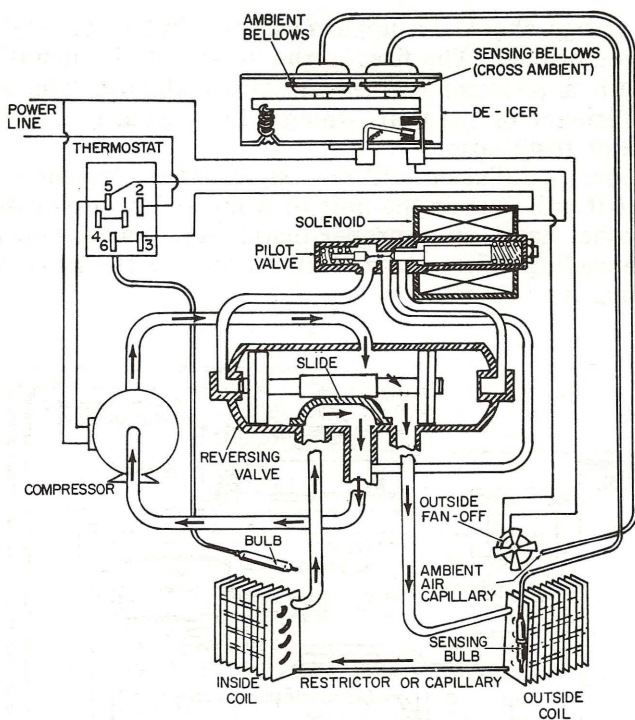 AMBIENT
BELLOWS
SENSING BELLOWS
(CROSS AMBIENT)
POWER
LINE
DE-ICER
THERMOSTAT
5
1
2
4
6
3
SOLENOID
PILOT
VALVE
SLIDE
REVERSING
VALVE
COMPRESSOR
BULB
OUTSIDE
FAN-OFF
AMBIENT
AIR
CAPILLARY
SENSING
BULB
INSIDE
COIL
RESTRICTOR OR CAPILLARY
OUTSIDE
COIL